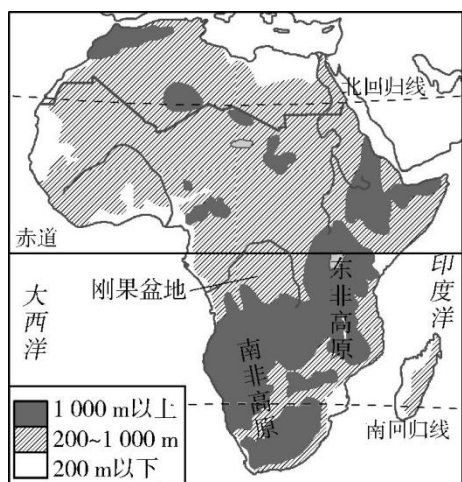 北回归线
赤道
刚果盆地
东非高原
印度洋
大西洋
南非高原
南回归线
1 000 m以上
200~1 000 m
200 m以下